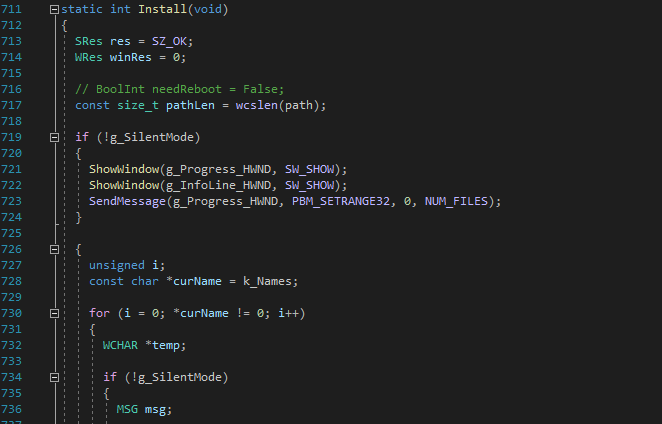 711 static int Install(void)
712 {
713 SRes res = SZ_OK;
714 WRes winRes = 0;
715
716 // BoolInt needReboot = False;
717 const size_t pathLen = wcslen(path);
718
719 if (!g_SilentMode)
720 {
721 ShowWindow(g_Progress_HWND, SW_SHOW);
722 ShowWindow(g_InfoLine_HWND, SW_SHOW);
723 SendMessage(g_Progress_HWND, PBM_SETRANGE32, 0, NUM_FILES);
724 }
725
726 {
727 unsigned i;
728 const char *curName = k_Names;
729
730 for (i = 0; *curName != 0; i++)
731 {
732 WCHAR *temp;
733
734 if (!g_SilentMode)
735 {
736 MSG msg;